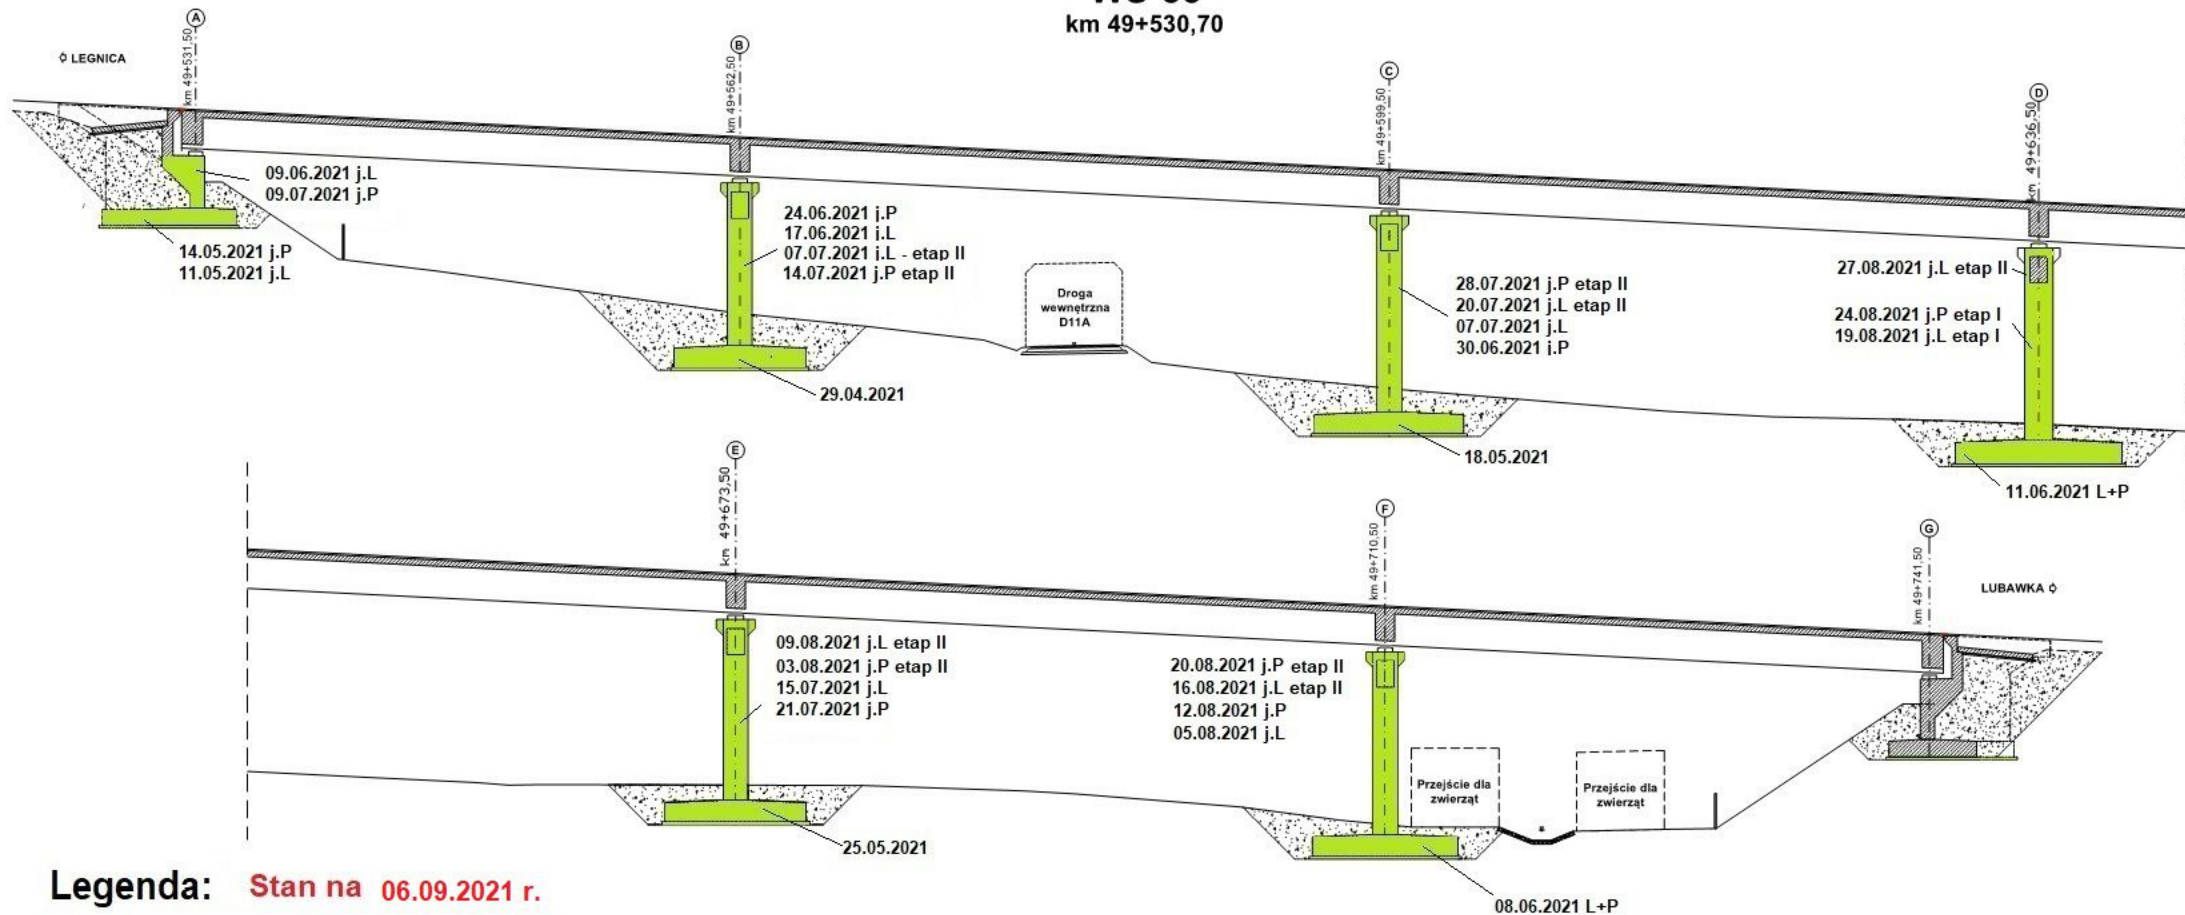 km 49+530,70
A
km 49+531,50
LEGNICA
B
km 49+562,50
C
km 49+599,50
D
km 49+636,50
09.06.2021 j.L
09.07.2021 j.P
14.05.2021 j.P
11.05.2021 j.L
24.06.2021 j.P
17.06.2021 j.L
07.07.2021 j.L - etap II
14.07.2021 j.P etap II
29.04.2021
Droga
wewnętrzna
D11A
28.07.2021 j.P etap II
20.07.2021 j.L etap II
07.07.2021 j.L
30.06.2021 j.P
18.05.2021
27.08.2021 j.L etap II
24.08.2021 j.P etap I
19.08.2021 j.L etap I
11.06.2021 L+P
E
km 49+673,50
F
km 49+710,50
G
km 49+741,50
LUBAWKA
09.08.2021 j.L etap II
03.08.2021 j.P etap II
15.07.2021 j.L
21.07.2021 j.P
25.05.2021
20.08.2021 j.P etap II
16.08.2021 j.L etap II
12.08.2021 j.P
05.08.2021 j.L
Przejście dla
zwierząt
Przejście dla
zwierząt
08.06.2021 L+P
Legenda: Stan na 06.09.2021 r.